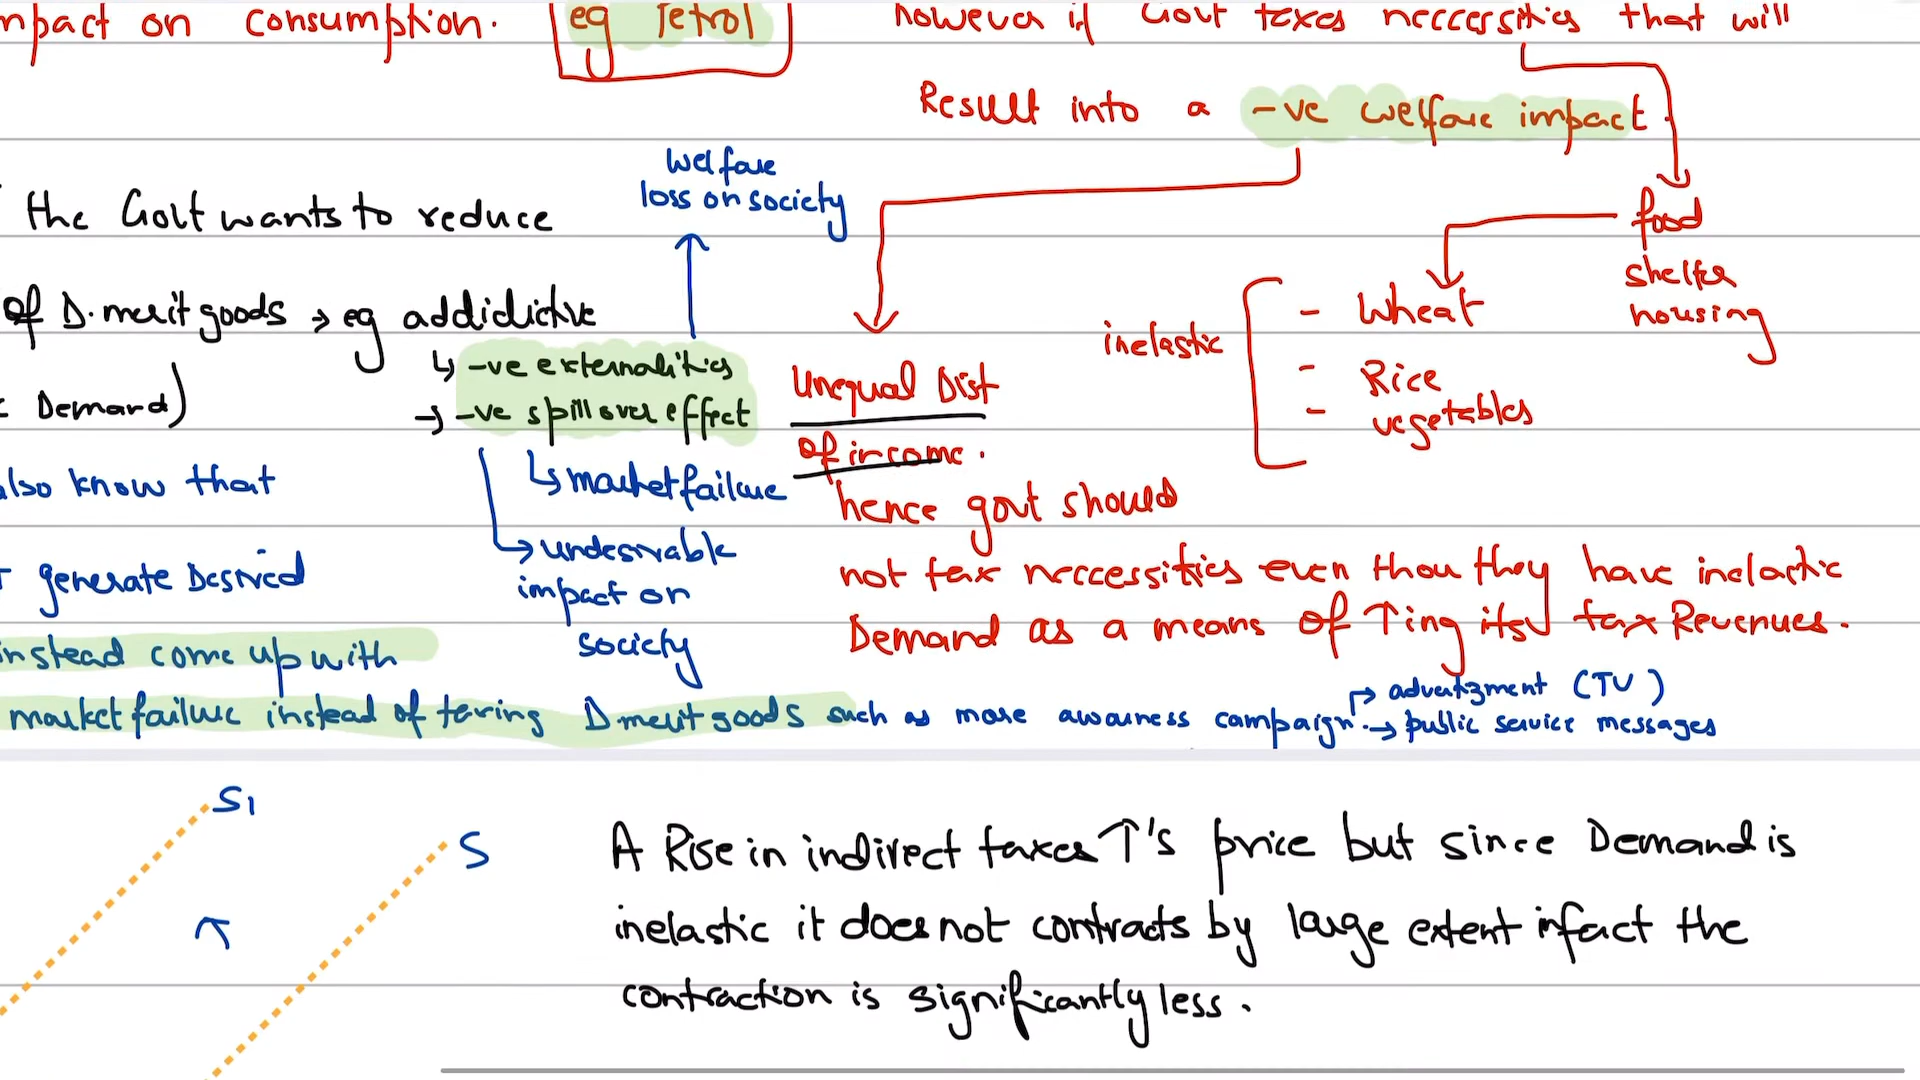 mpact on consumption.
eg Petrol
however if Govt taxes neccessities that will
Result into a -ve welfare impact
food
shelter
housing
- Wheat
- Rice
- vegetables
inelastic
Unequal Dist
of income.
hence govt should
not tax neccessities even thou they have inelastic
Demand as a means of ↑ing its tax Revenues.
welfare
loss on society
the Govt wants to reduce
of D.merit goods → eg addidictive
↳ -ve externalities
→ -ve spill over effect
Demand)
↳ market failure
↳ undesirable
impact on
society
also know that
generate Desired
instead come up with
market failure instead of taxing D merit goods such as more awarness campaign.
→ advertizment (TV)
→ public service messages
S1
S
A Rise in indirect taxes ↑'s price but since Demand is
inelastic it does not contracts by large extent infact the
contraction is significantly less.